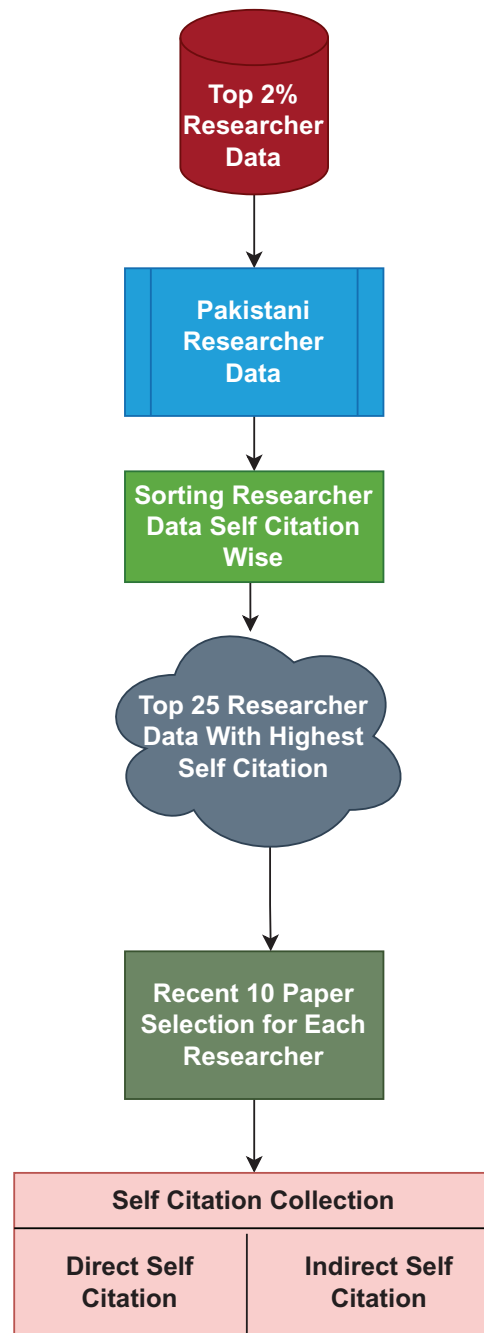 Top 2%
Researcher
Data
Pakistani
Researcher
Data
Sorting Researcher
Data Self Citation
Wise
Top 25 Researcher
Data With Highest
Self Citation
Recent 10 Paper
Selection for Each
Researcher
Self Citation Collection
Direct Self
Citation
Indirect Self
Citation